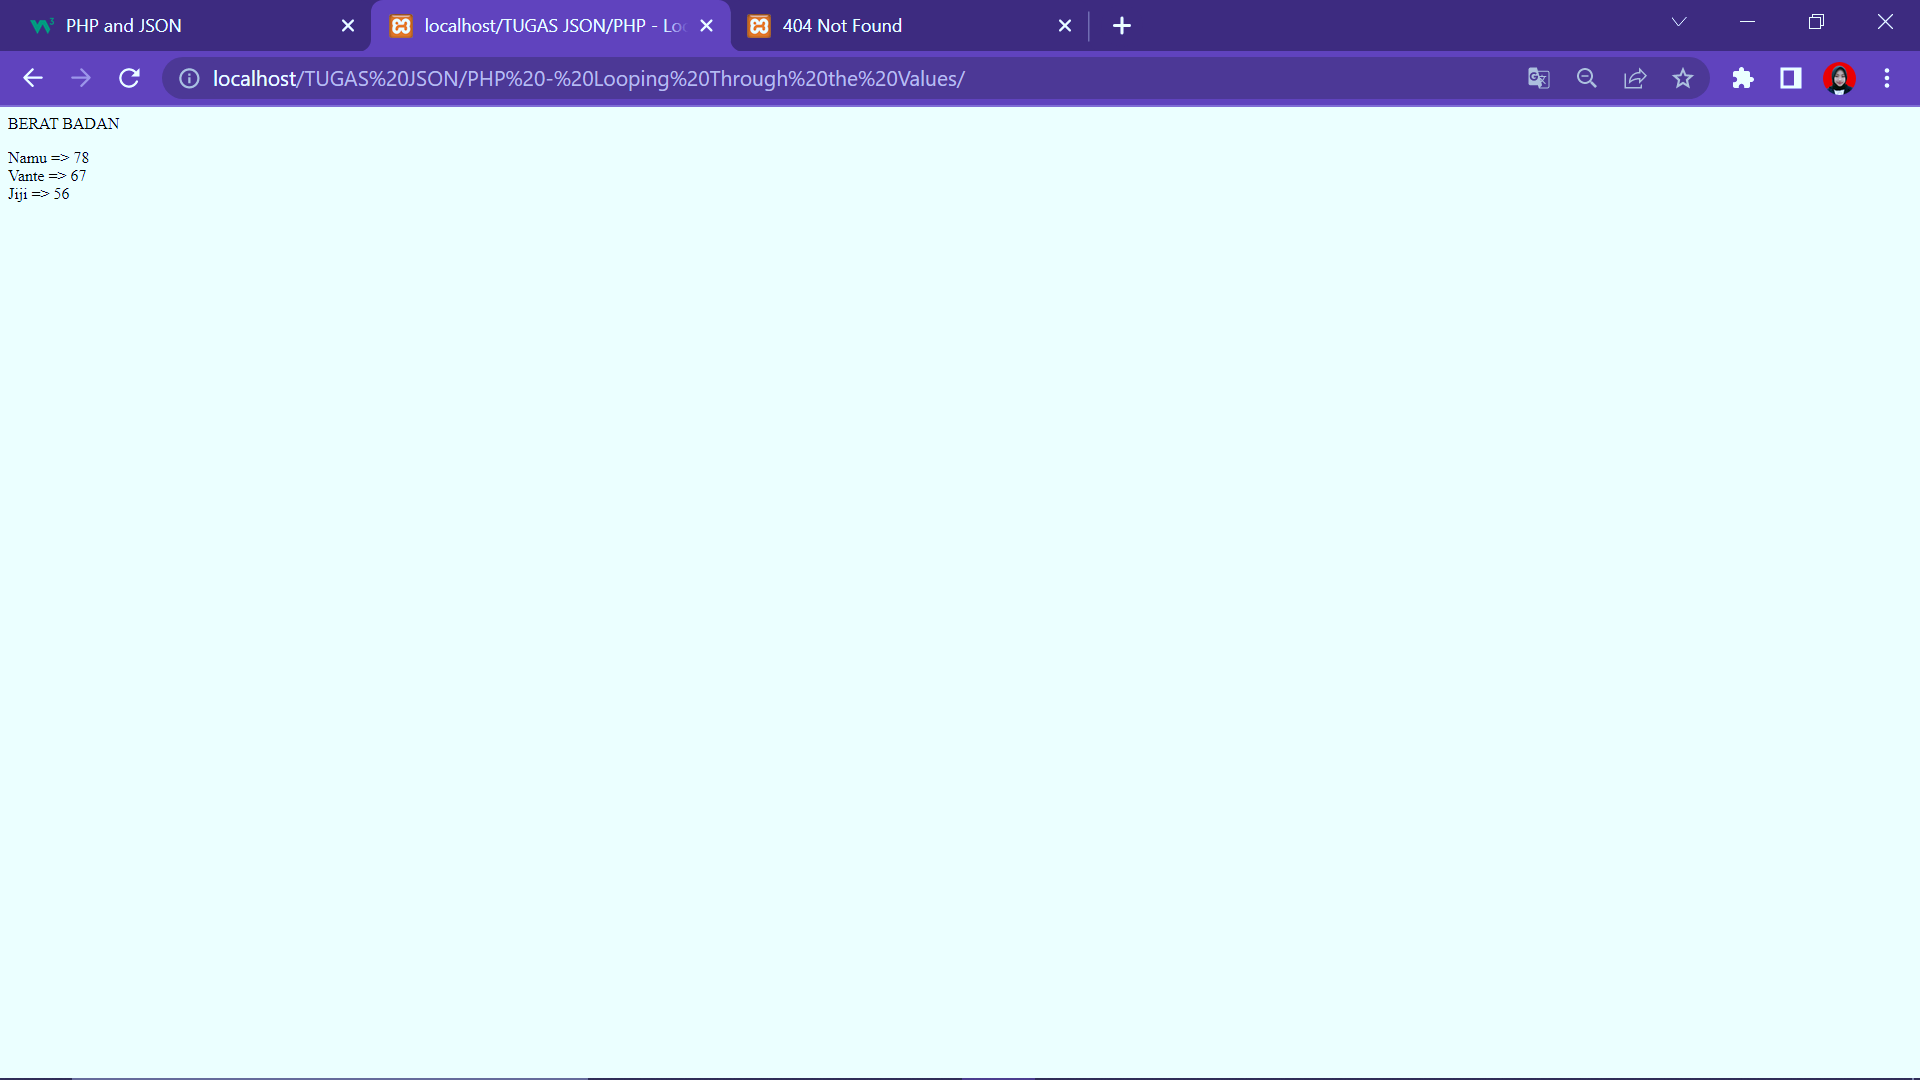 PHP and JSON
localhost/TUGAS JSON/PHP - Lo
404 Not Found
localhost/TUGAS%20JSON/PHP%20-%20Looping%20Through%20the%20Values/
BERAT BADAN
Namu => 78
Vante => 67
Jiji => 56